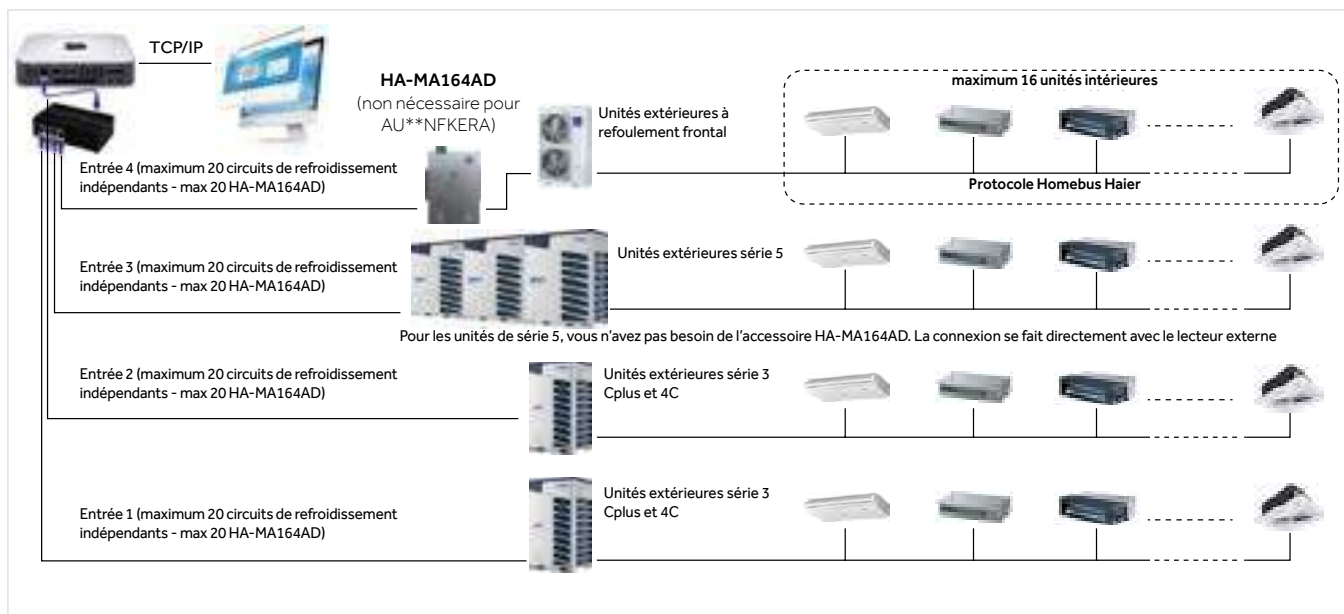 TCP/IP
HA-MA164AD
(non nécessaire pour
AU**NFKERA)
Unités extérieures à
refoulement frontal
maximum 16 unités intérieures
Protocole Homebus Haier
Entrée 4 (maximum 20 circuits de refroidissement
indépendants - max 20 HA-MA164AD)
Entrée 3 (maximum 20 circuits de refroidissement
indépendants - max 20 HA-MA164AD)
Unités extérieures série 5
Pour les unités de série 5, vous n'avez pas besoin de l'accessoire HA-MA164AD. La connexion se fait directement avec le lecteur externe
Entrée 2 (maximum 20 circuits de refroidissement
indépendants - max 20 HA-MA164AD)
Unités extérieures série 3
Cplus et 4C
Entrée 1 (maximum 20 circuits de refroidissement
indépendants - max 20 HA-MA164AD)
Unités extérieures série 3
Cplus et 4C